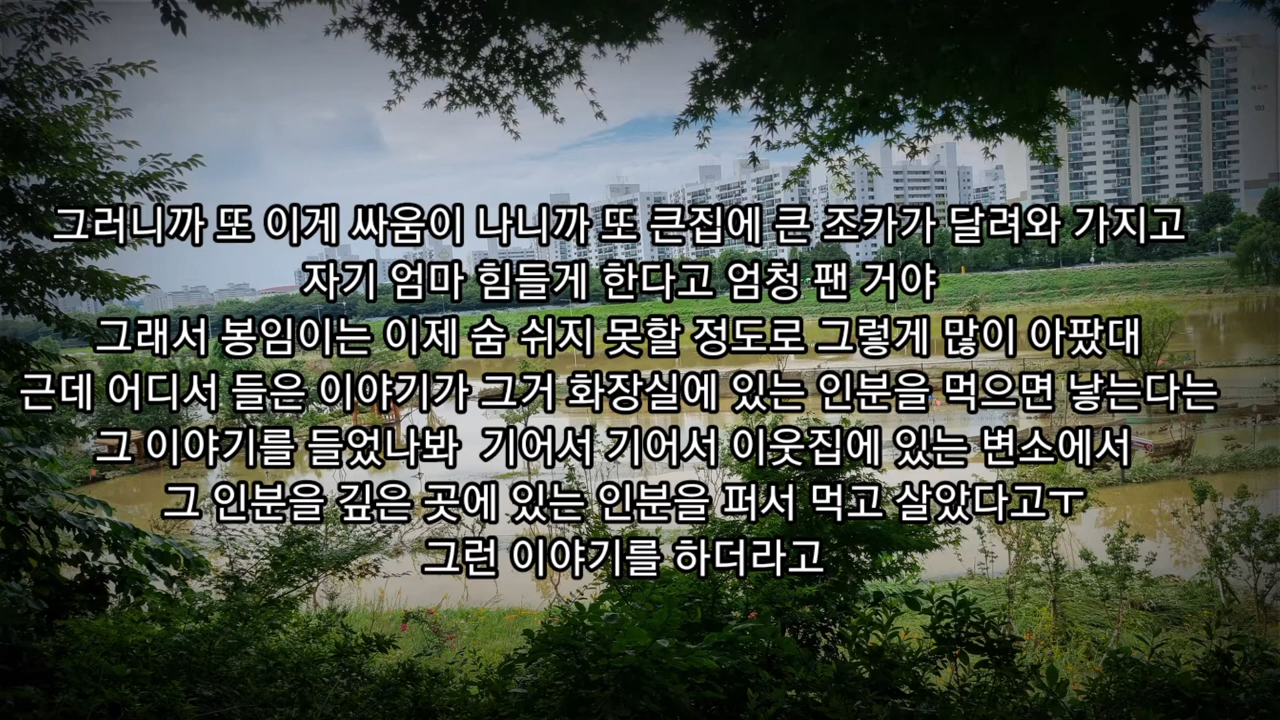 그러니까 또 이게 싸움이 나니까 또 큰집에 큰 조카가 달려와 가지고
자기 엄마 힘들게 한다고 엄청 팬 거야
그래서 봉임이는 이제 숨 쉬지 못할 정도로 그렇게 많이 아팠대
근데 어디서 들은 이야기가 그거 화장실에 있는 인분을 먹으면 낳는다는
그 이야기를 들었나봐 기어서 기어서 이웃집에 있는 변소에서
그 인분을 깊은 곳에 있는 인분을 퍼서 먹고 살았다고ㅜ
그런 이야기를 하더라고